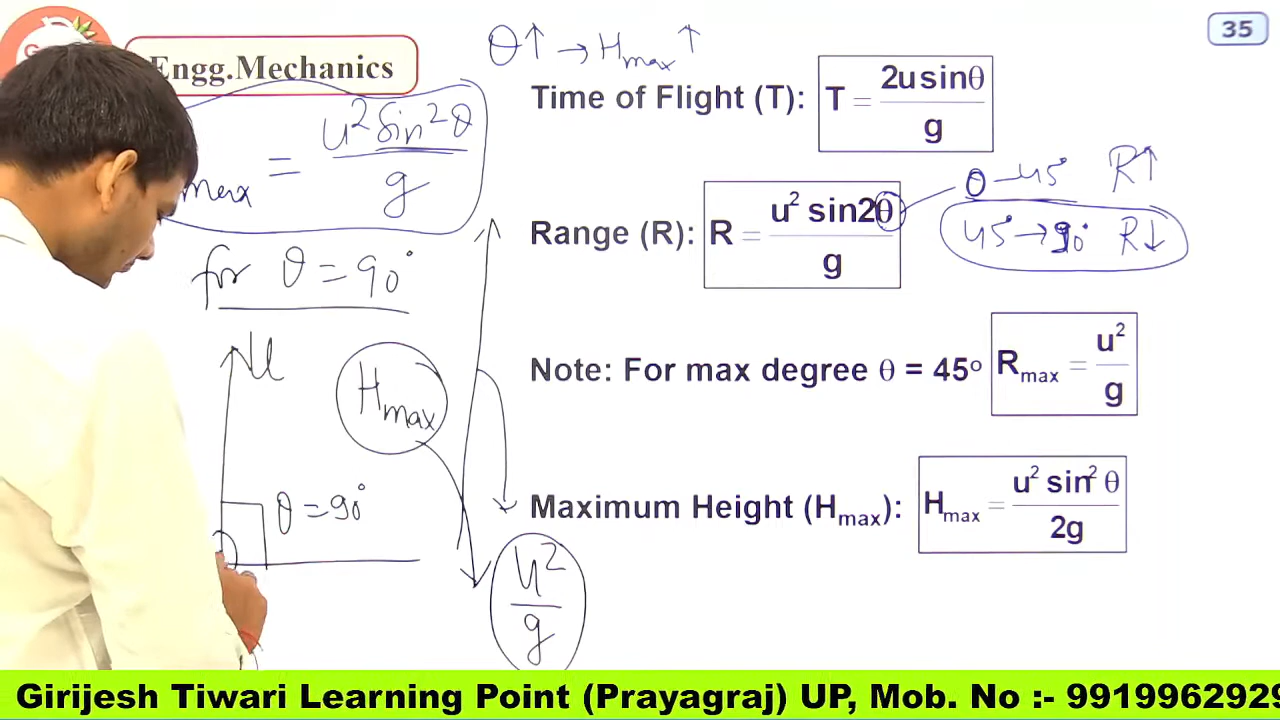 35
Engg.Mechanics
θ↑ → Hmax ↑
Time of Flight (T): T = 2u sinθ / g
max = u² sin²θ / g
Range (R): R = u² sin2θ / g
θ – 45° R↑
45° → 90° R↓
for θ = 90°
u
Hmax
Note: For max degree θ = 45° Rmax = u² / g
θ = 90°
Maximum Height (Hmax): Hmax = u² sin² θ / 2g
u² / g
Girijesh Tiwari Learning Point (Prayagraj) UP, Mob. No :- 9919962929